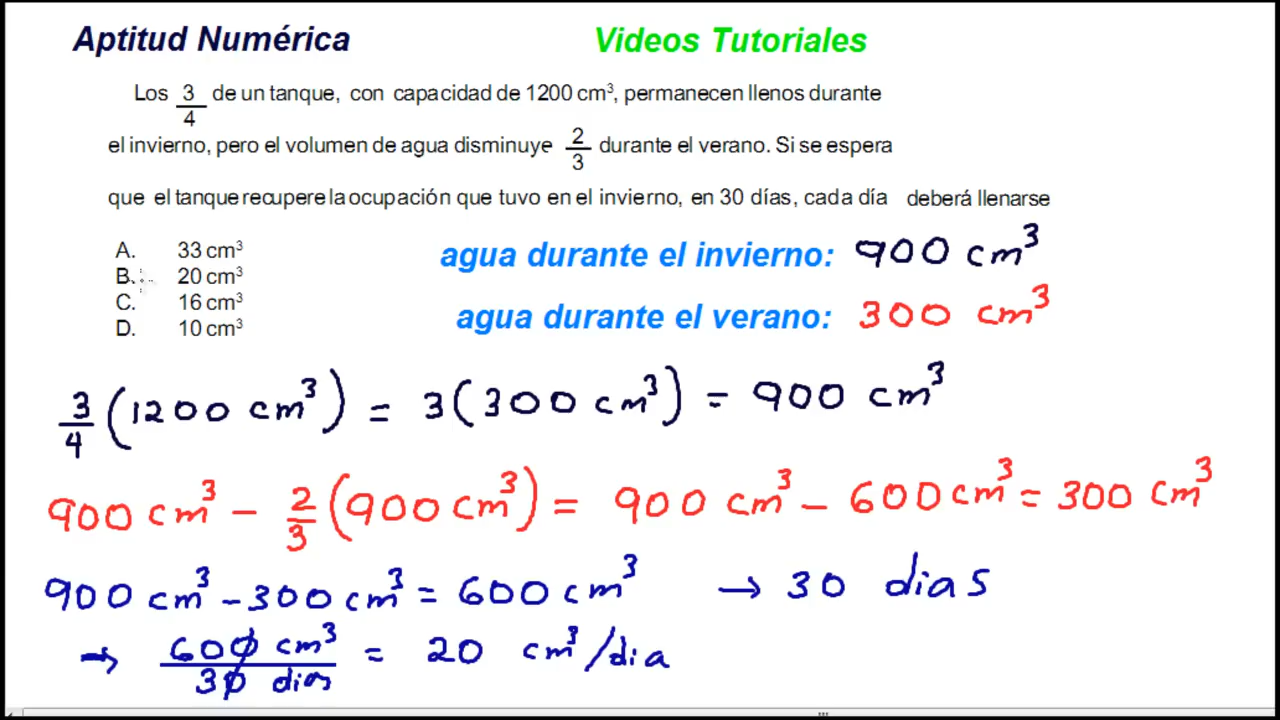 Aptitud Numérica Videos Tutoriales
Los 3/4 de un tanque, con capacidad de 1200 cm³, permanecen llenos durante
el invierno, pero el volumen de agua disminuye 2/3 durante el verano. Si se espera
que el tanque recupere la ocupación que tuvo en el invierno, en 30 días, cada día deberá llenarse
A. 33 cm³
B. 20 cm³
C. 16 cm³
D. 10 cm³
agua durante el invierno: 900 cm³
agua durante el verano: 300 cm³
3/4 (1200 cm³) = 3(300 cm³) = 900 cm³
900 cm³ - 2/3 (900 cm³) = 900 cm³ - 600 cm³ = 300 cm³
900 cm³ - 300 cm³ = 600 cm³ → 30 dias
→ 600 cm³ / 30 dias = 20 cm³/dia